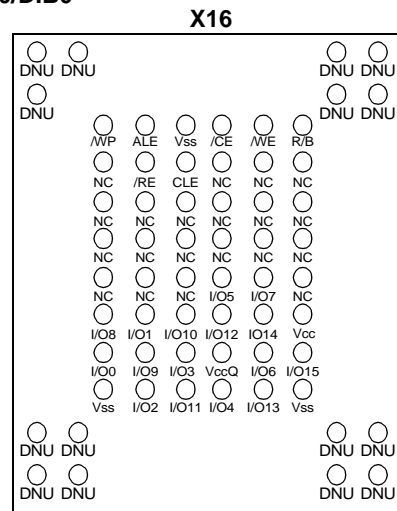 X16
DNU DNU DNU DNU
DNU DNU DNU
/WP ALE Vss /CE /WE R/B
NC /RE CLE NC NC NC
NC NC NC NC NC NC
NC NC NC NC NC NC
NC NC NC I/O5 I/O7 NC
I/O8 I/O1 I/O10 I/O12 IO14 Vcc
I/O0 I/O9 I/O3 VccQ I/O6 I/O15
Vss I/O2 I/O11 I/O4 I/O13 Vss
DNU DNU DNU DNU
DNU DNU DNU DNU